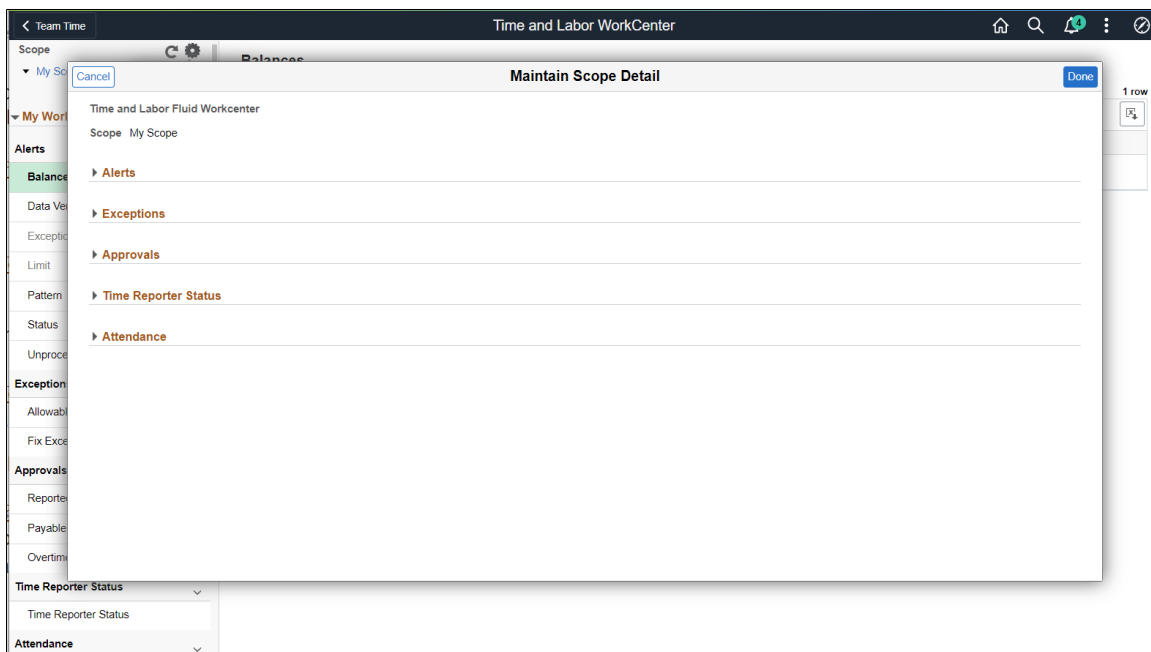 Team Time
Time and Labor WorkCenter
4
Scope
Balances
My Sc
Cancel
Maintain Scope Detail
Done
1 row
Time and Labor Fluid Workcenter
My Worl
Scope My Scope
Alerts
Alerts
Balance
Data Ve
Exceptions
Exceptio
Approvals
Limit
Pattern
Time Reporter Status
Status
Attendance
Unproce
Exception
Allowabl
Fix Exce
Approvals
Reporte
Payable
Overtim
Time Reporter Status
Time Reporter Status
Attendance